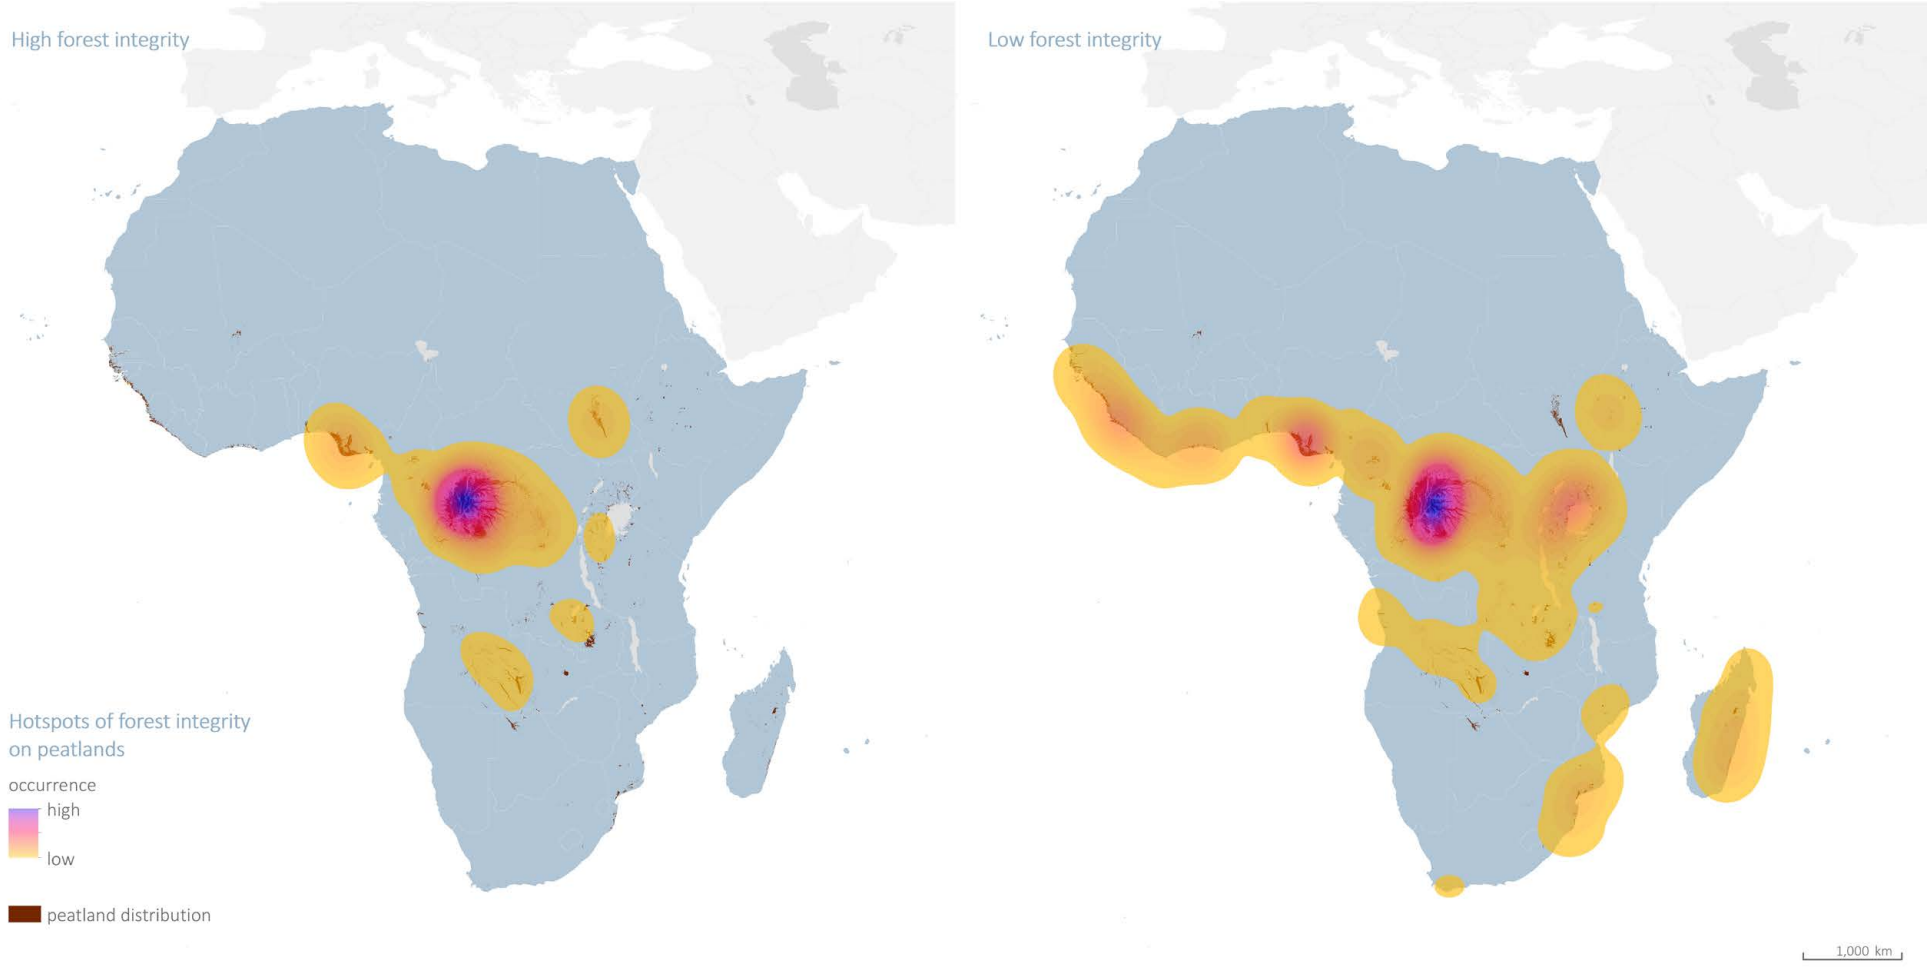 High forest integrity
Low forest integrity
Hotspots of forest integrity
on peatlands
occurrence
high
low
peatland distribution
1,000 km